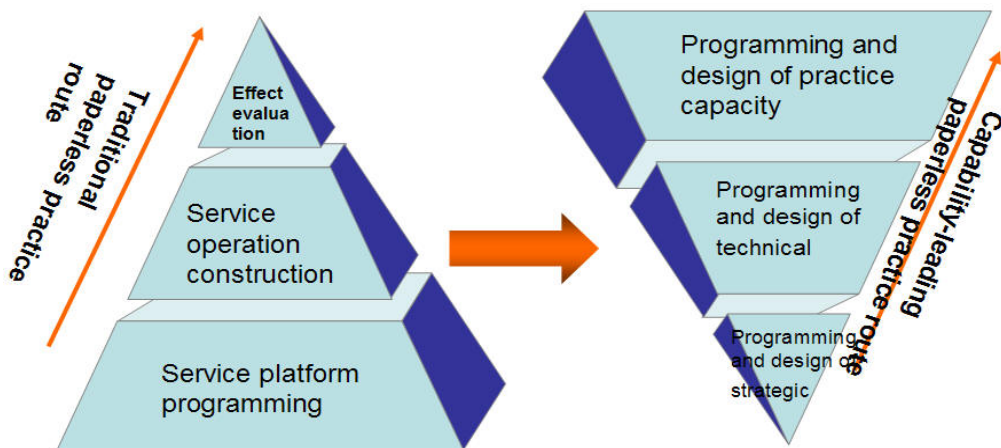 Traditional
paperless practice
route
Effect
evalua
tion
Service
operation
construction
Service platform
programming
Programming and
design of practice
capacity
Programming
and design of
technical
Programming
and design o
strategic
Capability-leading
paperless practice route